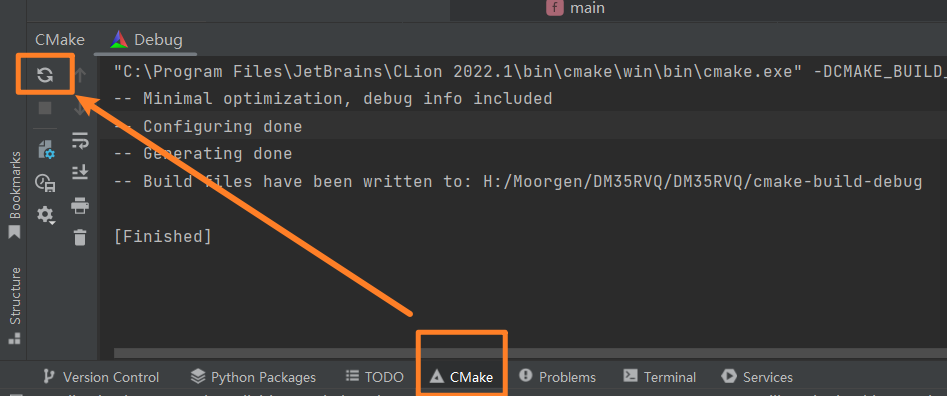 main
CMake
Debug
"C:\Program Files\JetBrains\CLion 2022.1\bin\cmake\win\bin\cmake.exe" -DCMAKE_BUILD_
-- Minimal optimization, debug info included
-- Configuring done
-- Generating done
-- Build files have been written to: H:/Moorgen/DM35RVQ/DM35RVQ/cmake-build-debug
[Finished]
Bookmarks
Structure
Version Control
Python Packages
TODO
CMake
Problems
Terminal
Services